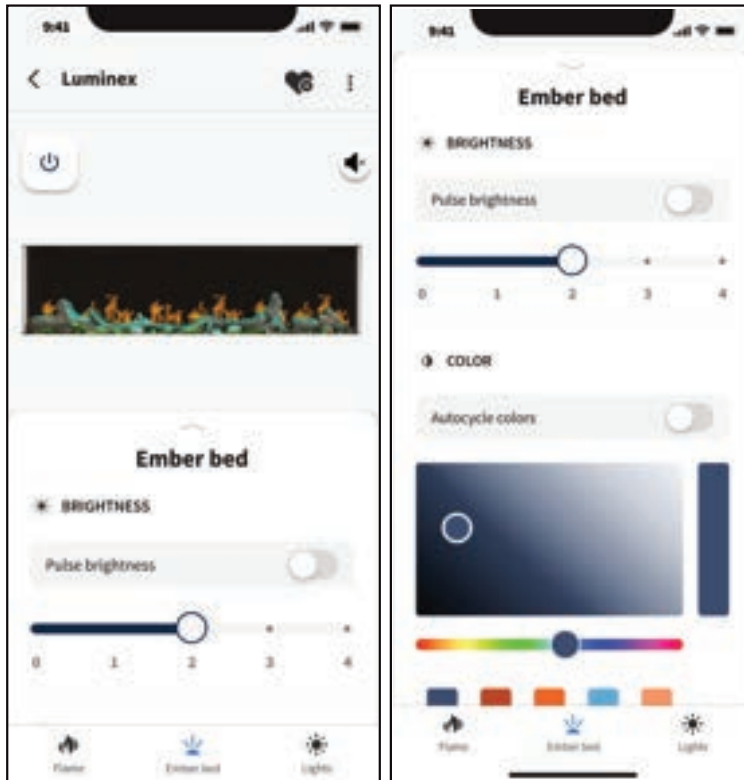 9:41
Luminex
Ember bed
BRIGHTNESS
Pulse brightness
0 1 2 3 4
Flame Ember bed Lights
9:41
Ember bed
BRIGHTNESS
Pulse brightness
0 1 2 3 4
COLOR
Autocycle colors
Flame Ember bed Lights